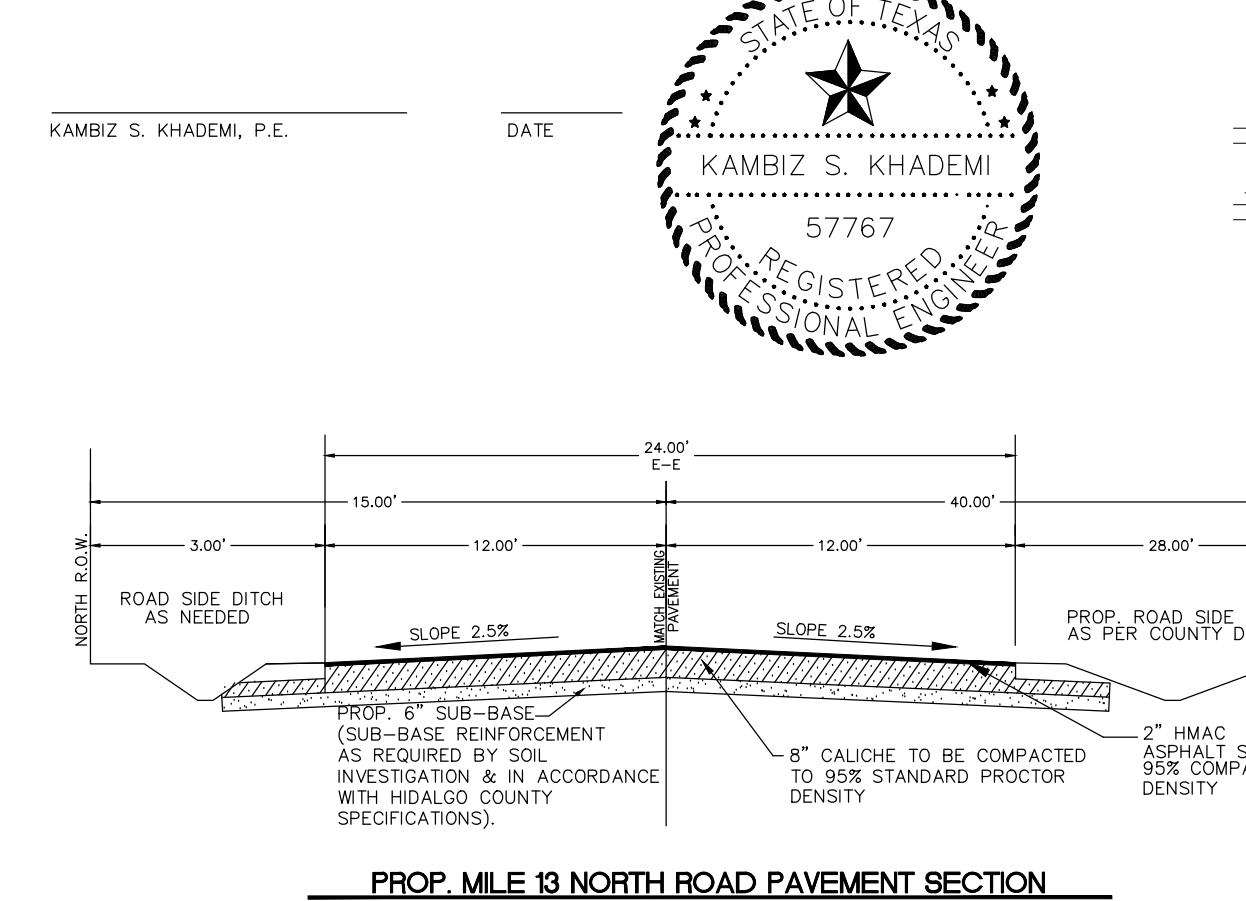 STATE OF TEXAS
KAMBIZ S. KHADEMI
57767
REGISTERED
PROFESSIONAL ENGINEER
KAMBIZ S. KHADEMI, P.E.
DATE
24.00'
E-E
15.00'
40.00'
3.00'
12.00'
12.00'
28.00'
NORTH R.O.W.
MATCH EXISTING
PAVEMENT
ROAD SIDE DITCH
AS NEEDED
PROP. ROAD SIDE
AS PER COUNTY D
SLOPE 2.5%
SLOPE 2.5%
PROP. 6" SUB-BASE
(SUB-BASE REINFORCEMENT
AS REQUIRED BY SOIL
INVESTIGATION & IN ACCORDANCE
WITH HIDALGO COUNTY
SPECIFICATIONS).
8" CALICHE TO BE COMPACTED
TO 95% STANDARD PROCTOR
DENSITY
2" HMAC
ASPHALT S
95% COMPA
DENSITY
PROP. MILE 13 NORTH ROAD PAVEMENT SECTION